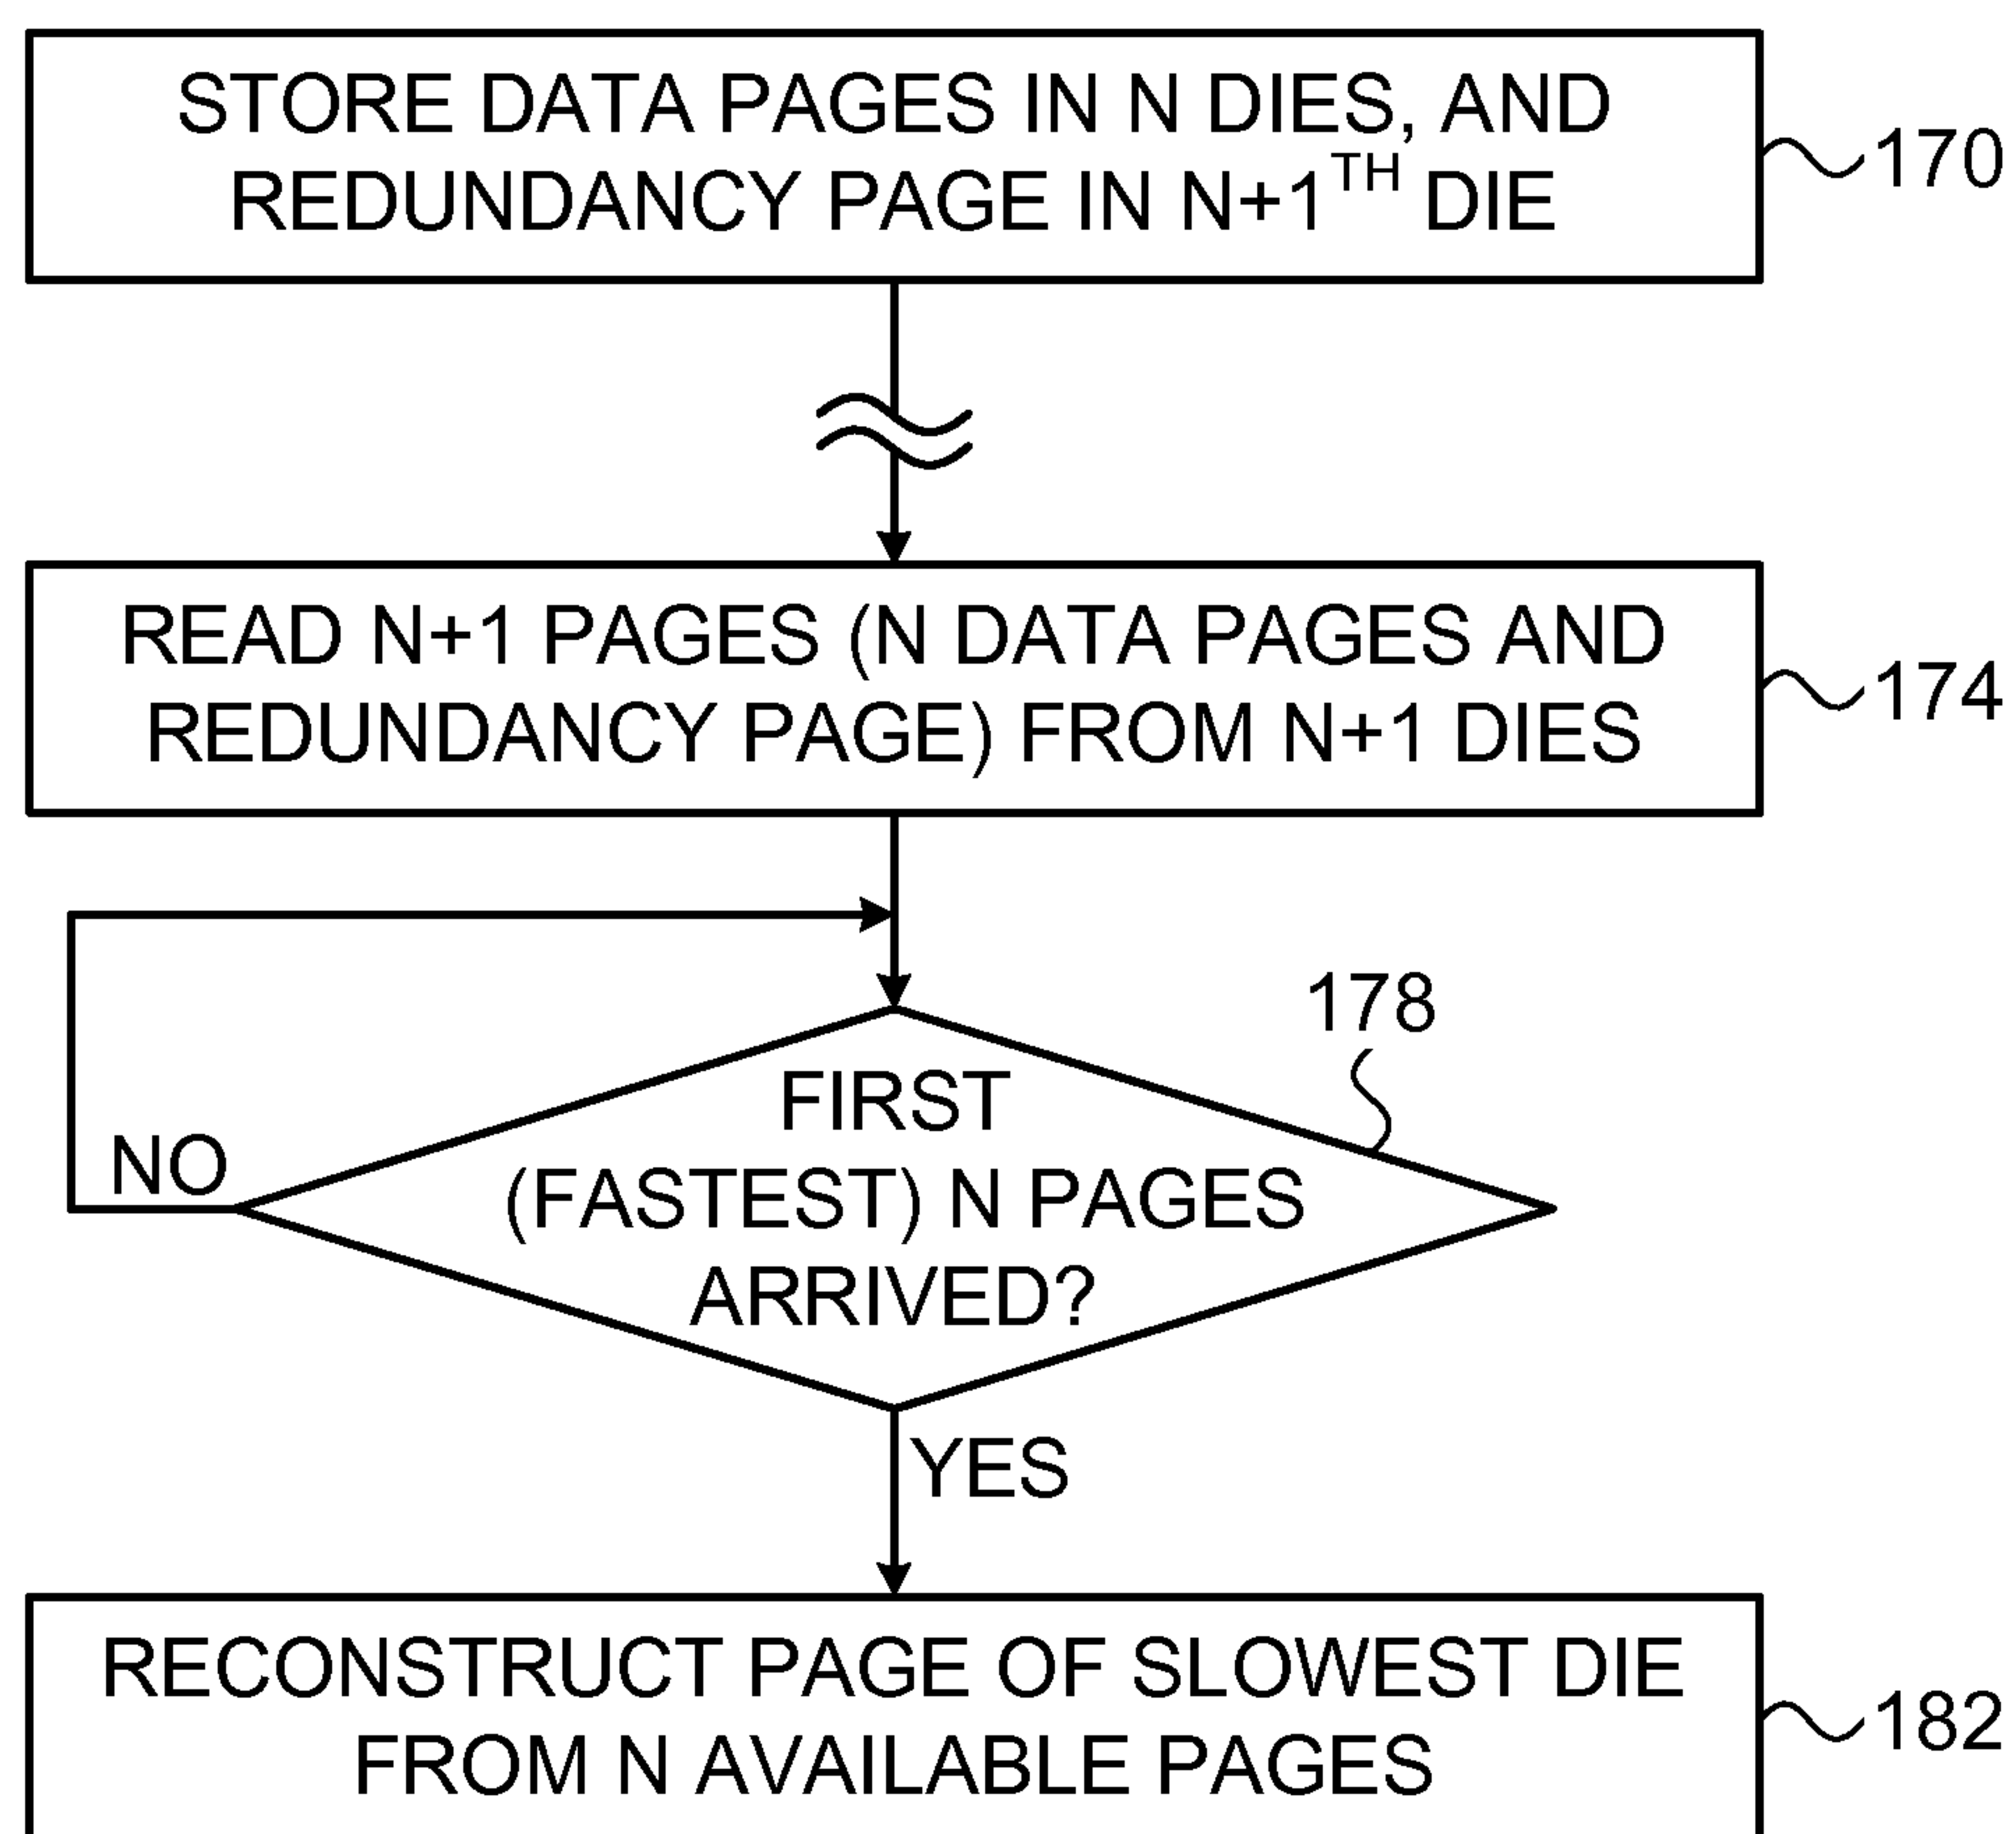 STORE DATA PAGES IN N DIES, AND
REDUNDANCY PAGE IN N+1TH DIE
170
READ N+1 PAGES (N DATA PAGES AND
REDUNDANCY PAGE) FROM N+1 DIES
174
178
FIRST
(FASTEST) N PAGES
ARRIVED?
NO
YES
RECONSTRUCT PAGE OF SLOWEST DIE
FROM N AVAILABLE PAGES
182